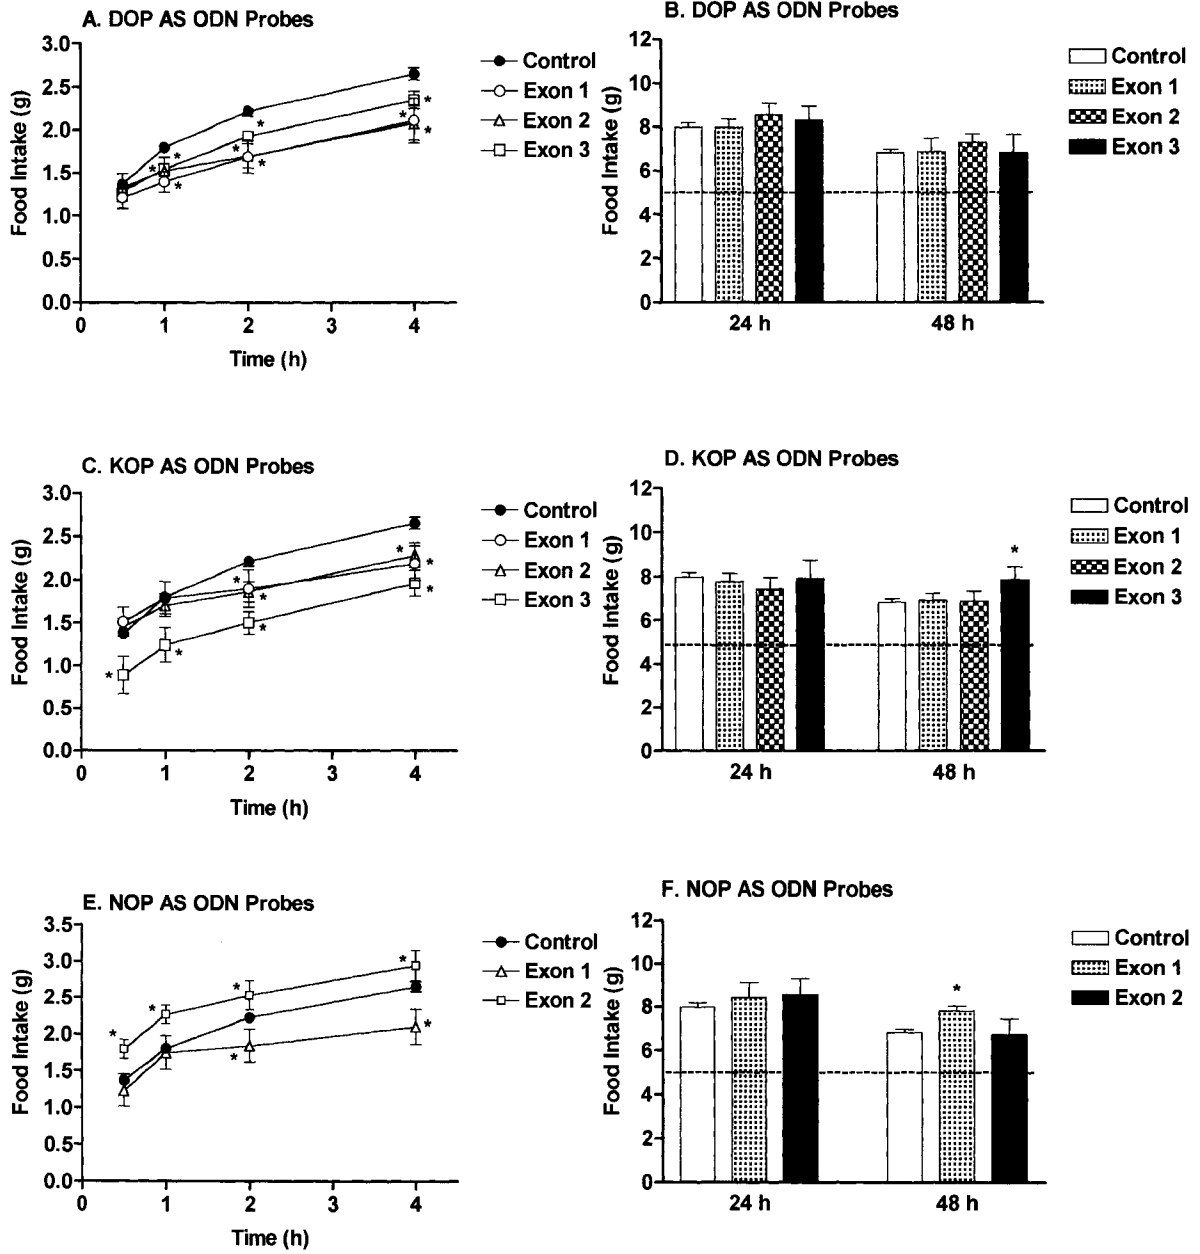 A. DOP AS ODN Probes
Food Intake (g)
3.0
2.5
2.0
1.5
1.0
0.5
0.0
0 1 2 3 4
Time (h)
Control
Exon 1
Exon 2
Exon 3
* * * * * * * * *
B. DOP AS ODN Probes
Food Intake (g)
12
10
8
6
4
2
0
24 h 48 h
Control
Exon 1
Exon 2
Exon 3
C. KOP AS ODN Probes
Food Intake (g)
3.0
2.5
2.0
1.5
1.0
0.5
0.0
0 1 2 3 4
Time (h)
Control
Exon 1
Exon 2
Exon 3
* * * * * * * *
D. KOP AS ODN Probes
Food Intake (g)
12
10
8
6
4
2
0
24 h 48 h
Control
Exon 1
Exon 2
Exon 3
*
E. NOP AS ODN Probes
Food Intake (g)
3.5
3.0
2.5
2.0
1.5
1.0
0.5
0.0
0 1 2 3 4
Time (h)
Control
Exon 1
Exon 2
* * * * * *
F. NOP AS ODN Probes
Food Intake (g)
12
10
8
6
4
2
0
24 h 48 h
Control
Exon 1
Exon 2
*